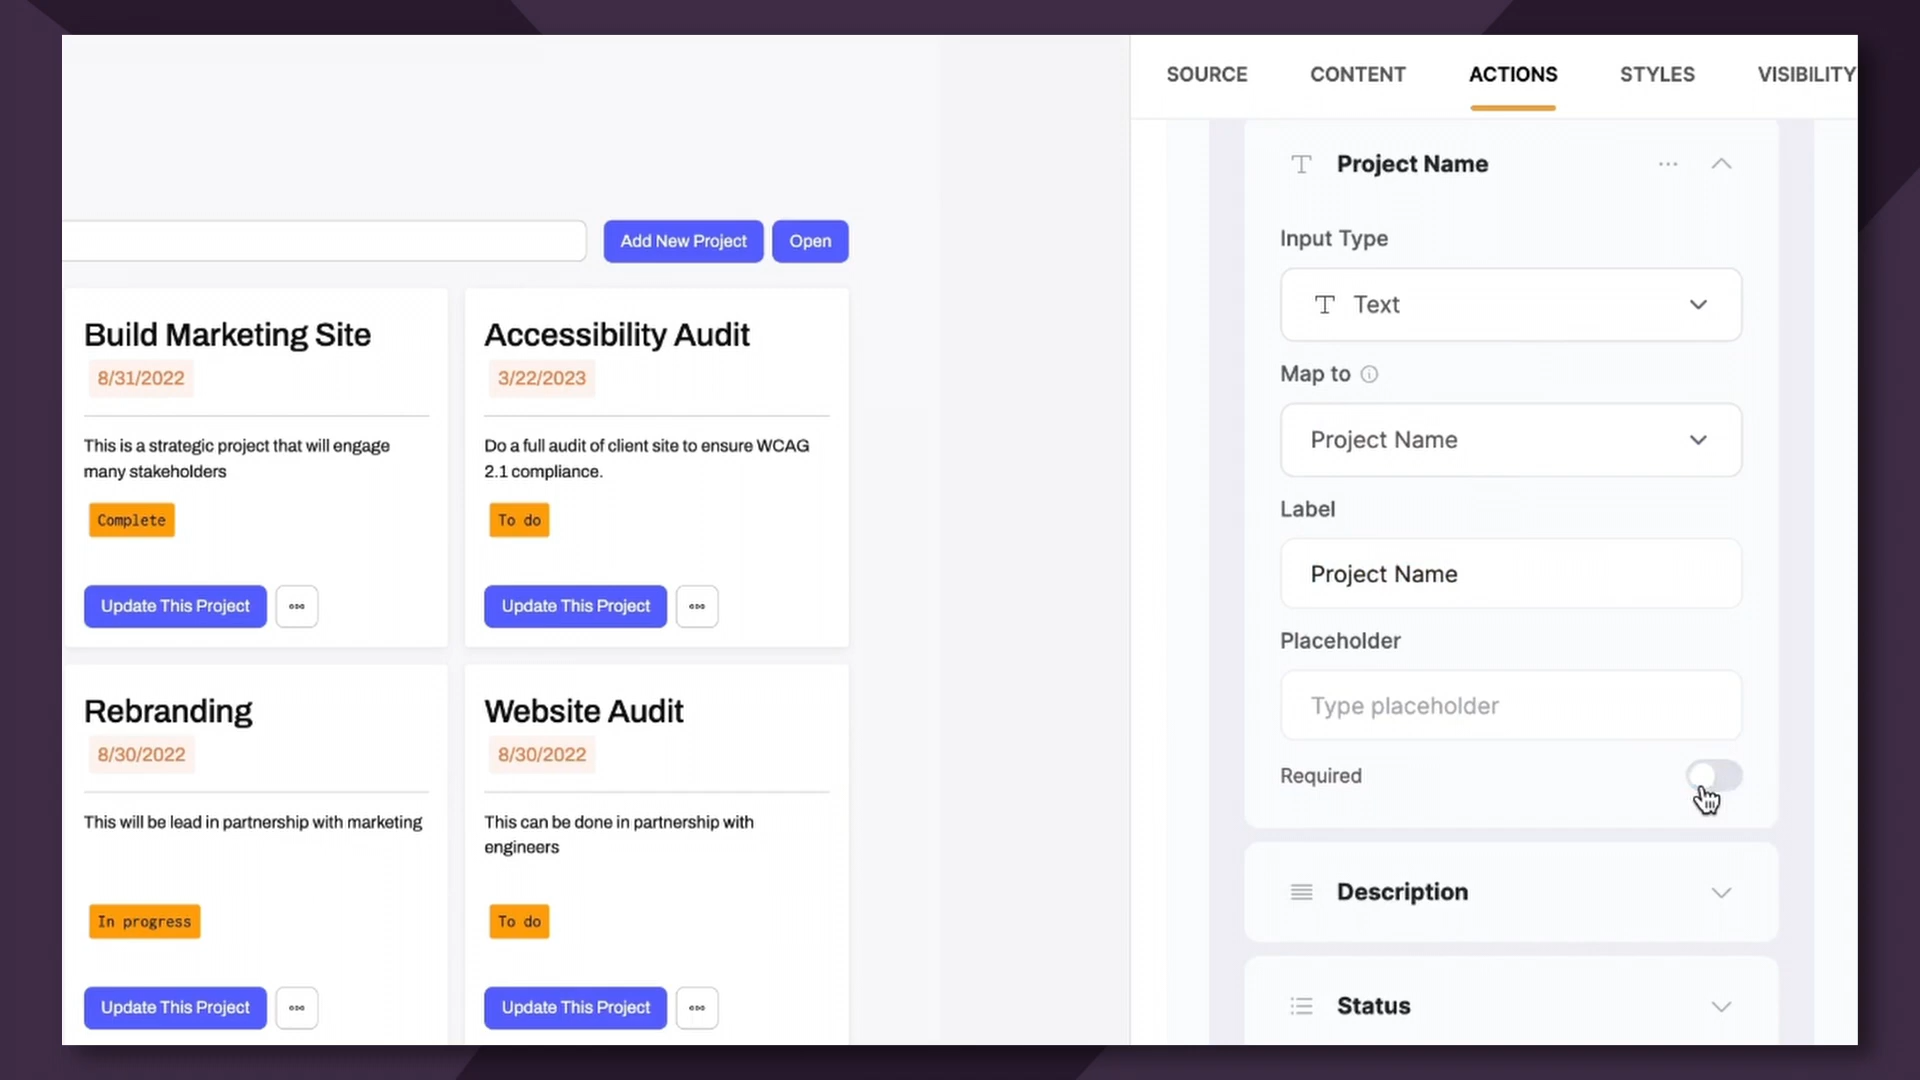 SOURCE CONTENT ACTIONS STYLES VISIBILITY
Add New Project Open
Build Marketing Site
8/31/2022
This is a strategic project that will engage
many stakeholders
Complete
Update This Project
Accessibility Audit
3/22/2023
Do a full audit of client site to ensure WCAG
2.1 compliance.
To do
Update This Project
Rebranding
8/30/2022
This will be lead in partnership with marketing
In progress
Update This Project
Website Audit
8/30/2022
This can be done in partnership with
engineers
To do
Update This Project
Project Name
Input Type
Text
Map to
Project Name
Label
Project Name
Placeholder
Type placeholder
Required
Description
Status